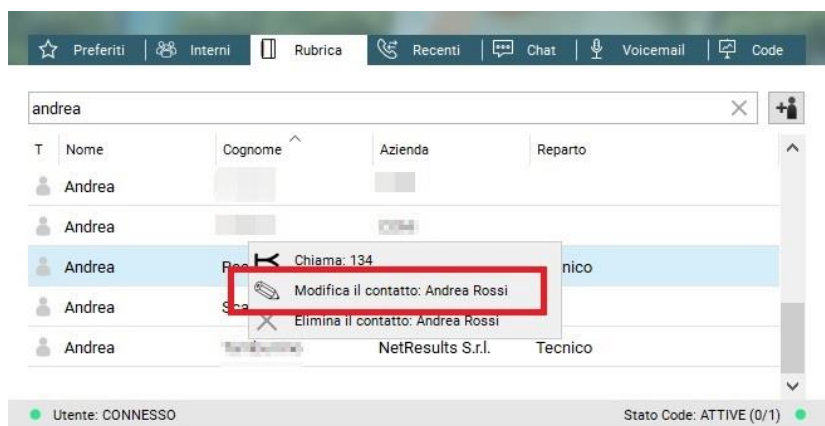 Preferiti Interni Rubrica Recenti Chat Voicemail Code
andrea
T Nome Cognome Azienda Reparto
Andrea
Andrea
Chiama: 134
Andrea
Modifica il contatto: Andrea Rossi
Andrea
Elimina il contatto: Andrea Rossi
Andrea NetResults S.r.l. Tecnico
Utente: CONNESSO Stato Code: ATTIVE (0/1)